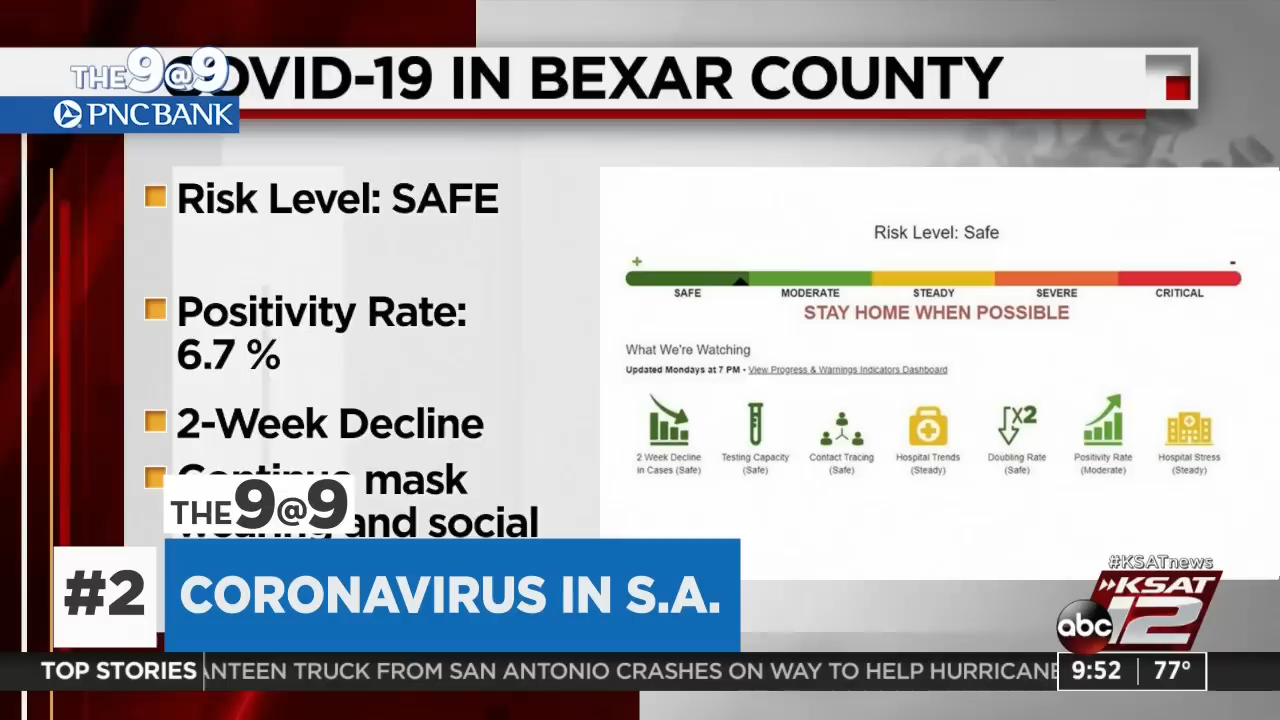 COVID-19 IN BEXAR COUNTY
THE 9@9
PNC BANK
Risk Level: SAFE
Positivity Rate:
6.7 %
2-Week Decline
Continue mask
wearing and social
Risk Level: Safe
+ -
SAFE MODERATE STEADY SEVERE CRITICAL
STAY HOME WHEN POSSIBLE
What We're Watching
Updated Mondays at 7 PM • View Progress & Warnings Indicators Dashboard
X2
2 Week Decline Testing Capacity Contact Tracing Hospital Trends Doubling Rate Positivity Rate Hospital Stress
in Cases (Safe) (Safe) (Safe) (Steady) (Safe) (Moderate) (Steady)
THE 9@9
#2 CORONAVIRUS IN S.A.
#KSATnews
KSAT
abc 12
TOP STORIES ANTEEN TRUCK FROM SAN ANTONIO CRASHES ON WAY TO HELP HURRICANE 9:52 77°